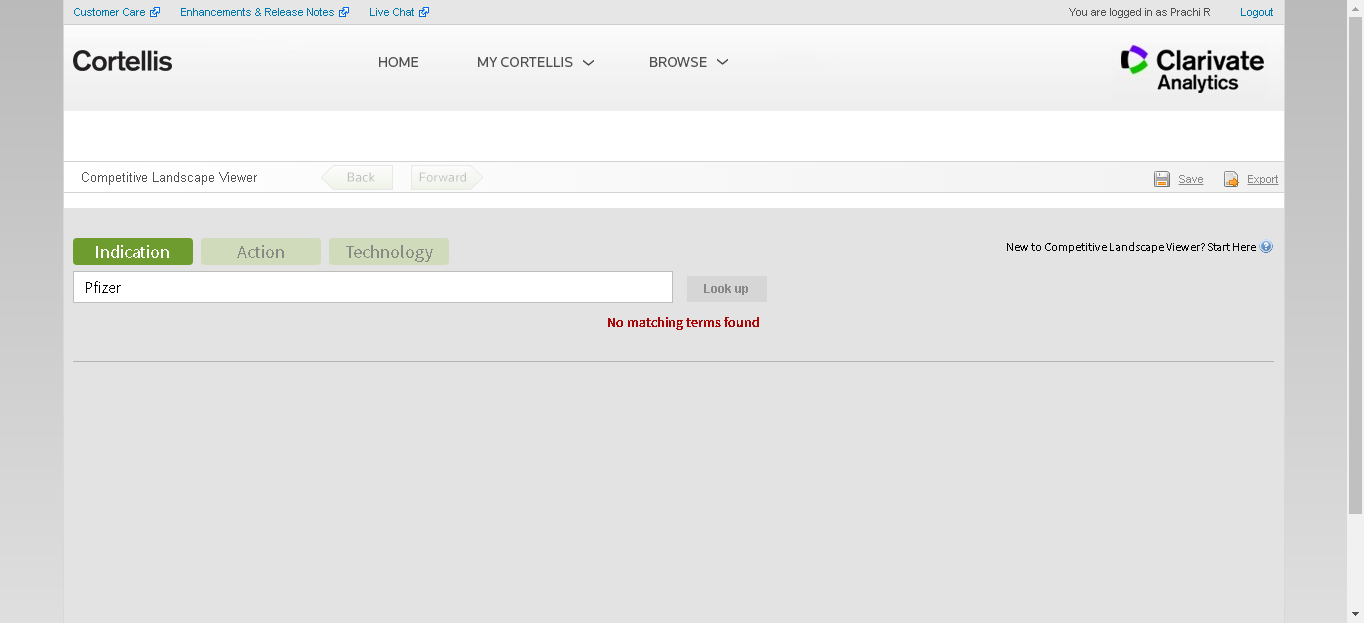 Customer Care Enhancements & Release Notes Live Chat You are logged in as Prachi R Logout
Cortellis HOME MY CORTELLIS BROWSE Clarivate
Analytics
Competitive Landscape Viewer Back Forward Save Export
Indication Action Technology New to Competitive Landscape Viewer? Start Here ?
Pfizer Look up
No matching terms found